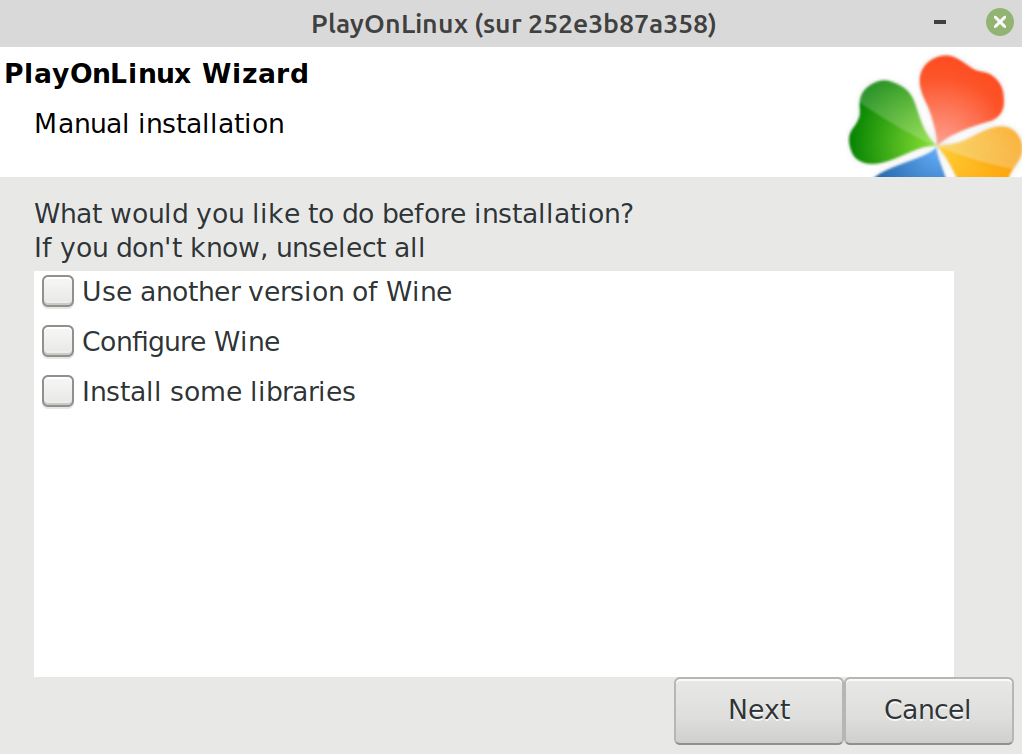 PlayOnLinux (sur 252e3b87a358)
PlayOnLinux Wizard
Manual installation
What would you like to do before installation?
If you don't know, unselect all
Use another version of Wine
Configure Wine
Install some libraries
Next
Cancel